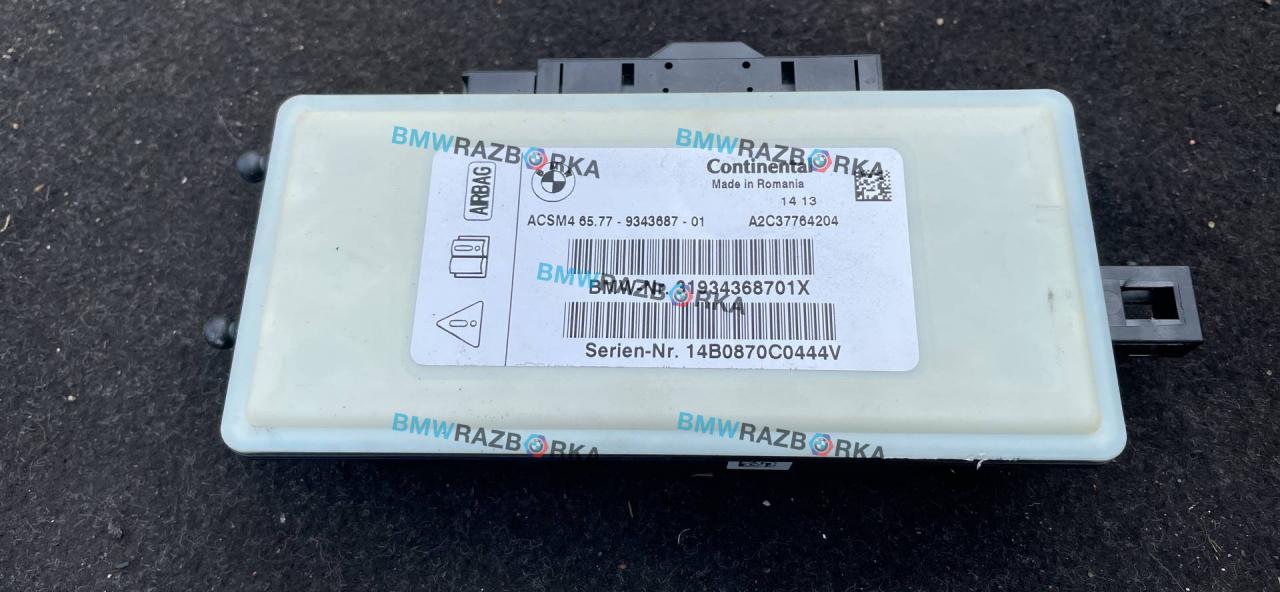 BMWRAZBORKA
BMWRAZBORKA
AIRBAG
BMW
Continental
Made in Romania
14 13
ACSM4 65.77 - 9343687 - 01 A2C37764204
BMWRAZBORKA
BMW-Nr. 31934368701X
Serien-Nr. 14B0870C0444V
BMWRAZBORKA
BMWRAZBORKA